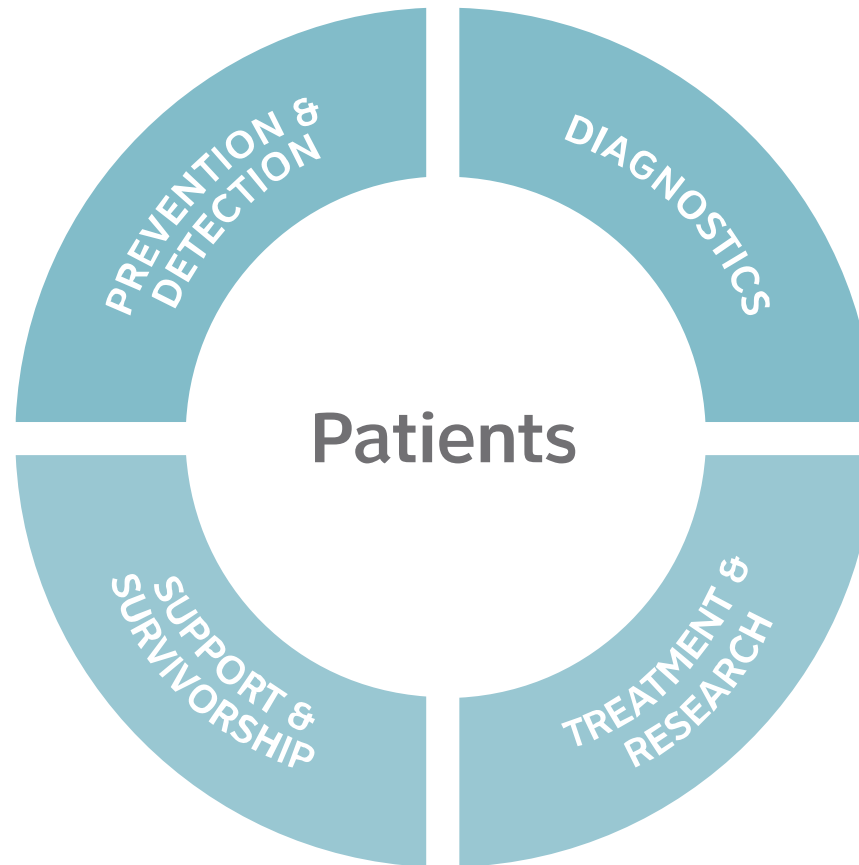 PREVENTION &
DETECTION
DIAGNOSTICS
Patients
SUPPORT &
SURVIVORSHIP
TREATMENT &
RESEARCH